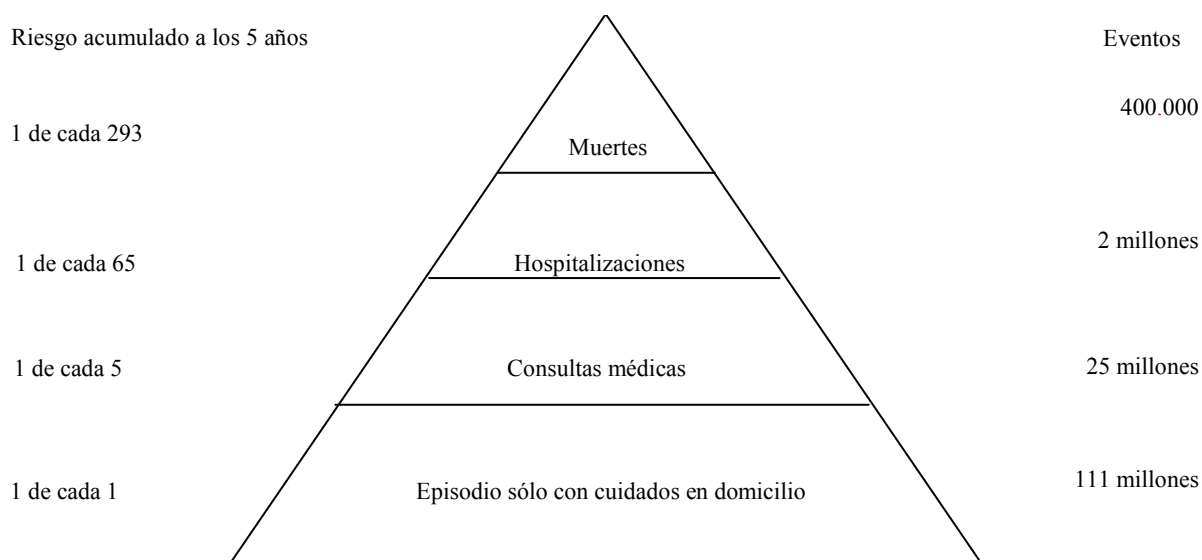 Riesgo acumulado a los 5 años
Eventos
400.000
1 de cada 293
Muertes
2 millones
1 de cada 65
Hospitalizaciones
25 millones
1 de cada 5
Consultas médicas
111 millones
1 de cada 1
Episodio sólo con cuidados en domicilio